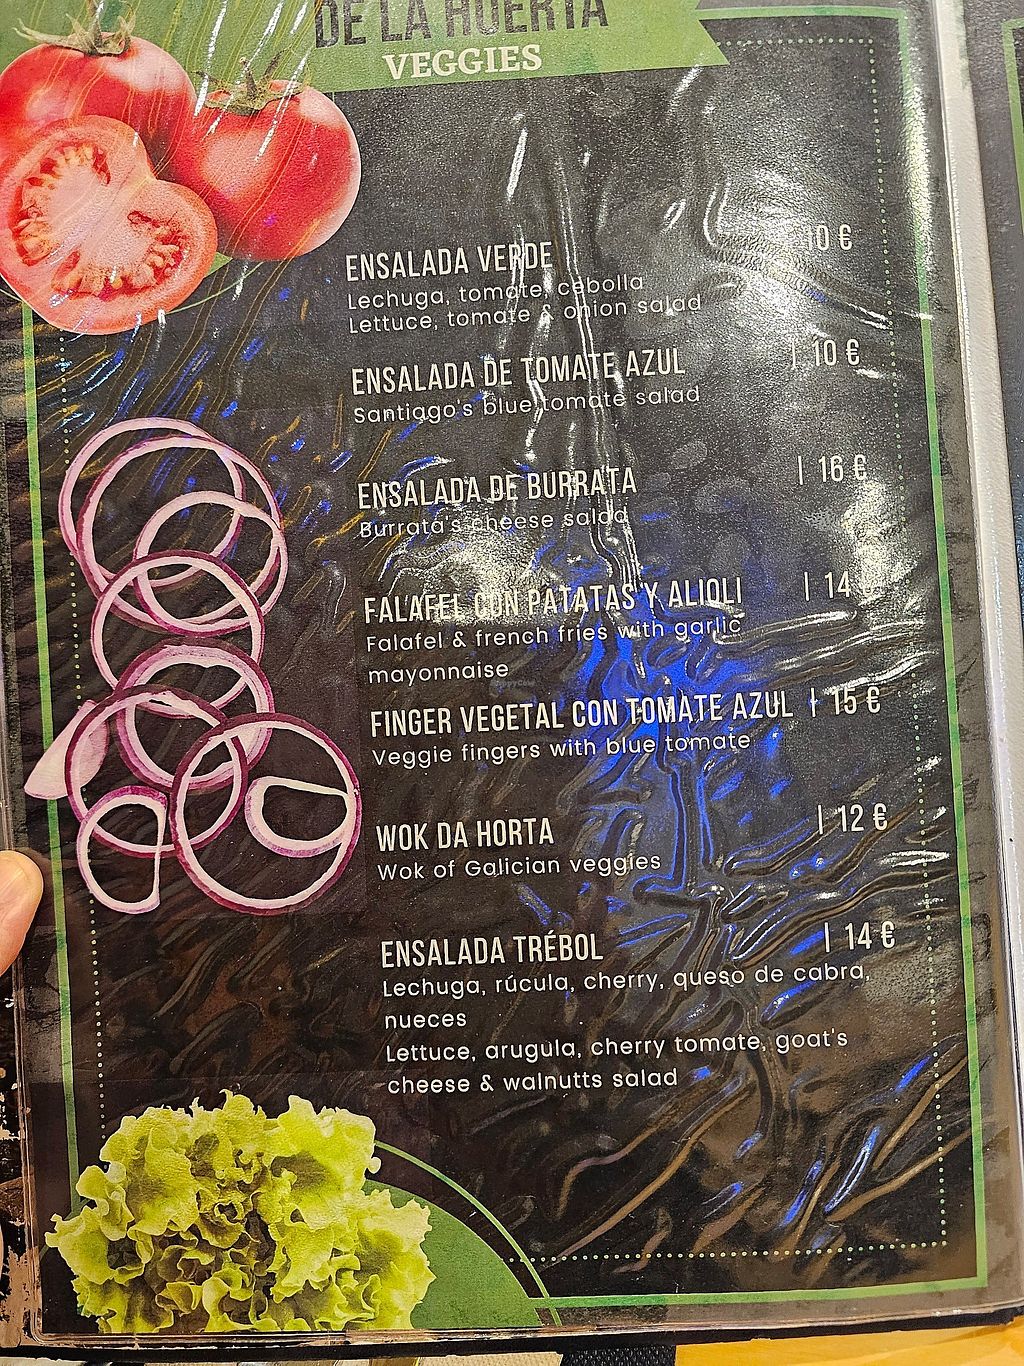 DE LA HUERTA
VEGGIES
ENSALADA VERDE 10 €
Lechuga, tomate, cebolla
Lettuce, tomate & onion salad
ENSALADA DE TOMATE AZUL | 10 €
Santiago's blue tomate salad
ENSALADA DE BURRATA | 16 €
Burrata's cheese salad
FALAFEL CON PATATAS Y ALIOLI | 14 €
Falafel & french fries with garlic
mayonnaise
FINGER VEGETAL CON TOMATE AZUL | 15 €
Veggie fingers with blue tomate
WOK DA HORTA | 12 €
Wok of Galician veggies
ENSALADA TRÉBOL | 14 €
Lechuga, rúcula, cherry, queso de cabra,
nueces
Lettuce, arugula, cherry tomate, goat's
cheese & walnutts salad